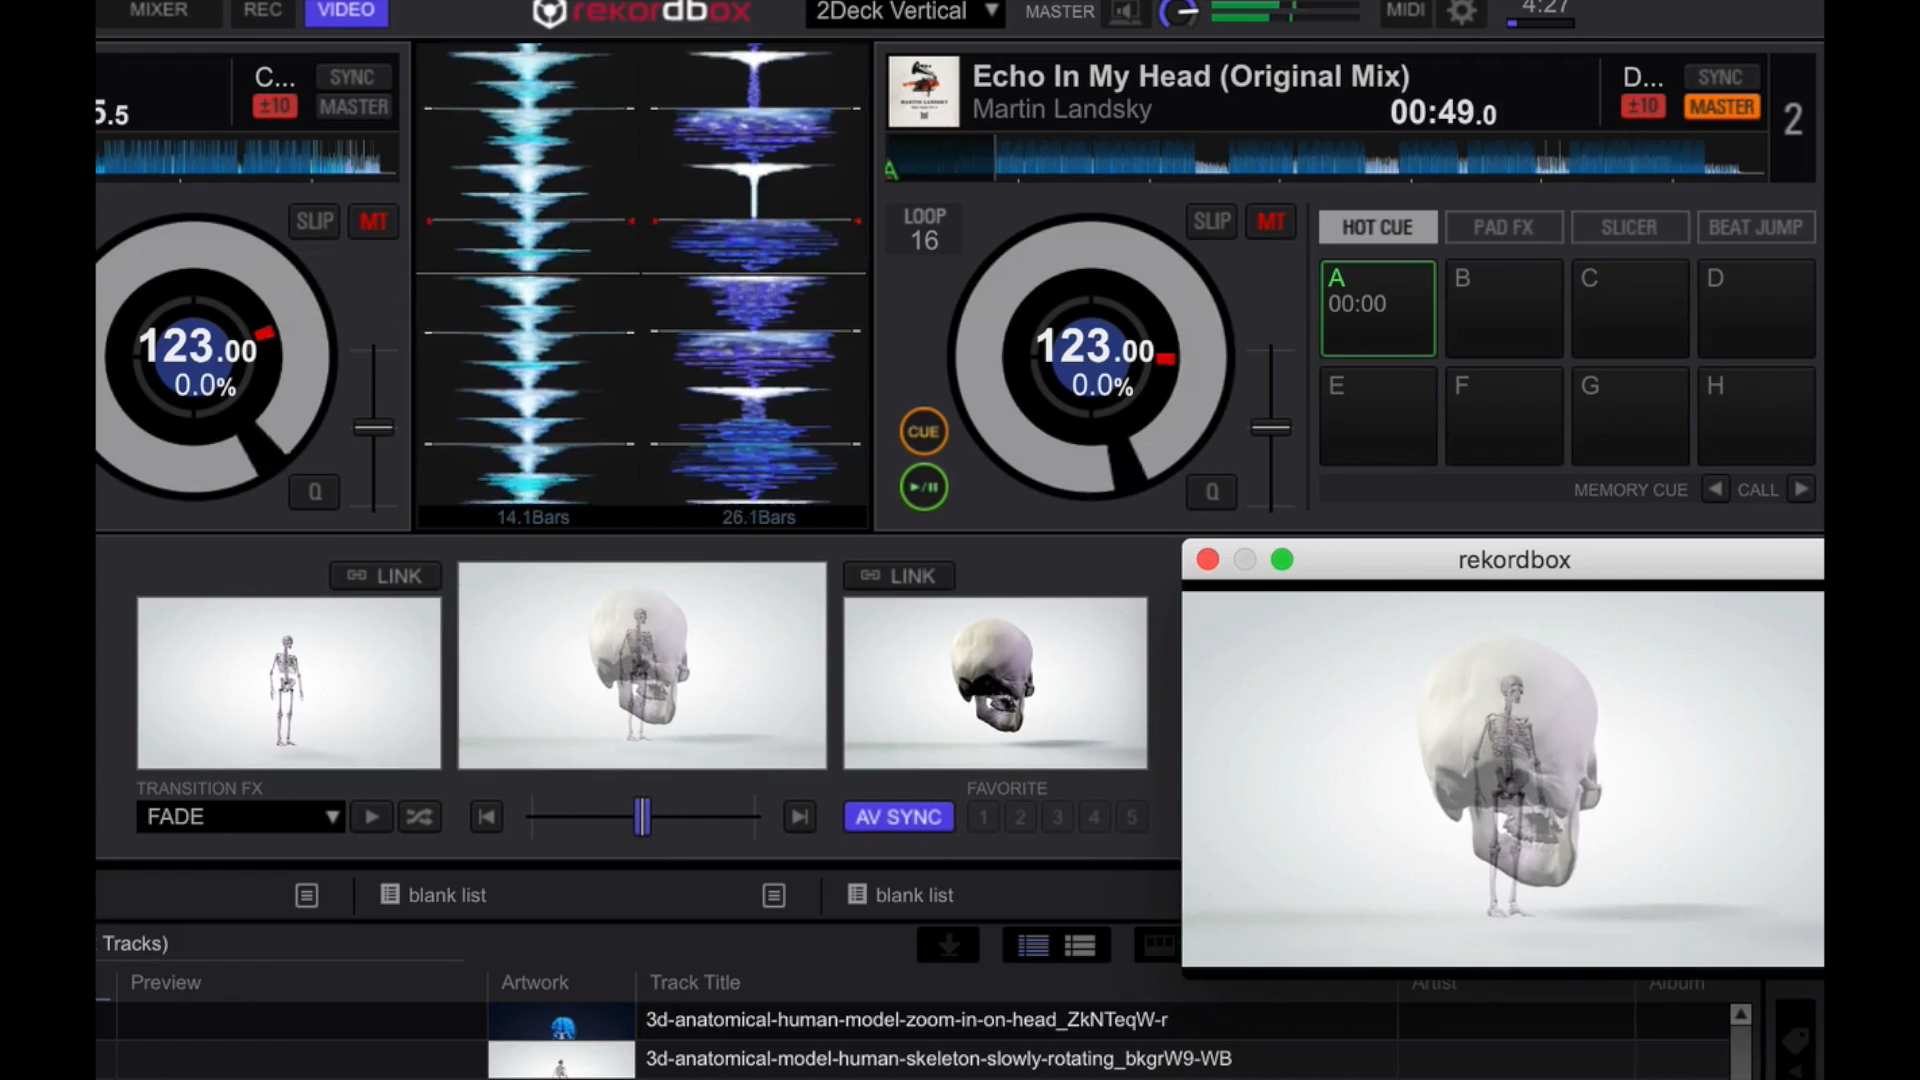 MIXER REC VIDEO rekordbox 2Deck Vertical MASTER MIDI 4:27
C... SYNC
5.5 ±10 MASTER
Echo In My Head (Original Mix) D... SYNC
Martin Landsky 00:49.0 ±10 MASTER 2
A
SLIP MT
LOOP
16
SLIP MT
HOT CUE PAD FX SLICER BEAT JUMP
A B C D
00:00
123.00
0.0%
123.00
0.0%
E F G H
CUE
Q
Q
MEMORY CUE CALL
14.1Bars 26.1Bars
LINK LINK
rekordbox
TRANSITION FX FAVORITE
FADE AV SYNC 1 2 3 4 5
blank list blank list
Tracks)
Preview Artwork Track Title Artist Album
3d-anatomical-human-model-zoom-in-on-head_ZkNTeqW-r
3d-anatomical-model-human-skeleton-slowly-rotating_bkgrW9-WB